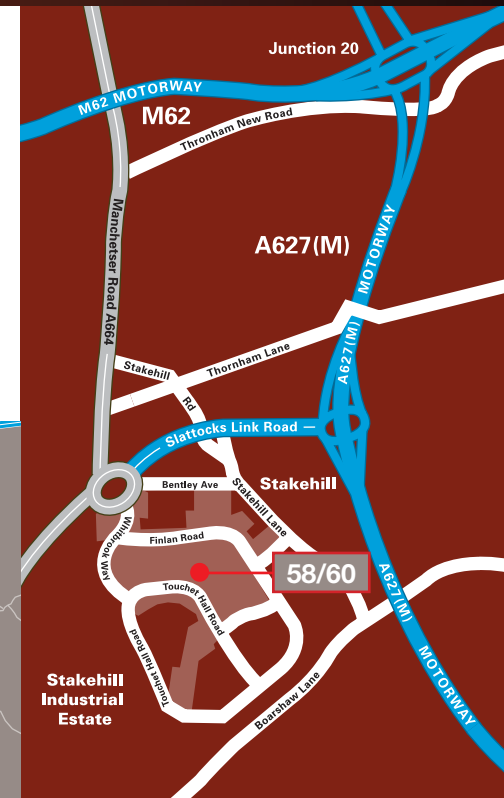 Junction 20
M62 MOTORWAY
M62
Thronham New Road
Manchetser Road A664
A627(M)
A627(M) MOTORWAY
Stakehill
Rd
Thornham Lane
Slattocks Link Road
Bentley Ave
Stakehill
Stakehill Lane
Whitbrook Way
Finlan Road
58/60
Touchet Hall Road
Touchet Hall Road
A627(M) MOTORWAY
Stakehill
Industrial
Estate
Boarshaw Lane